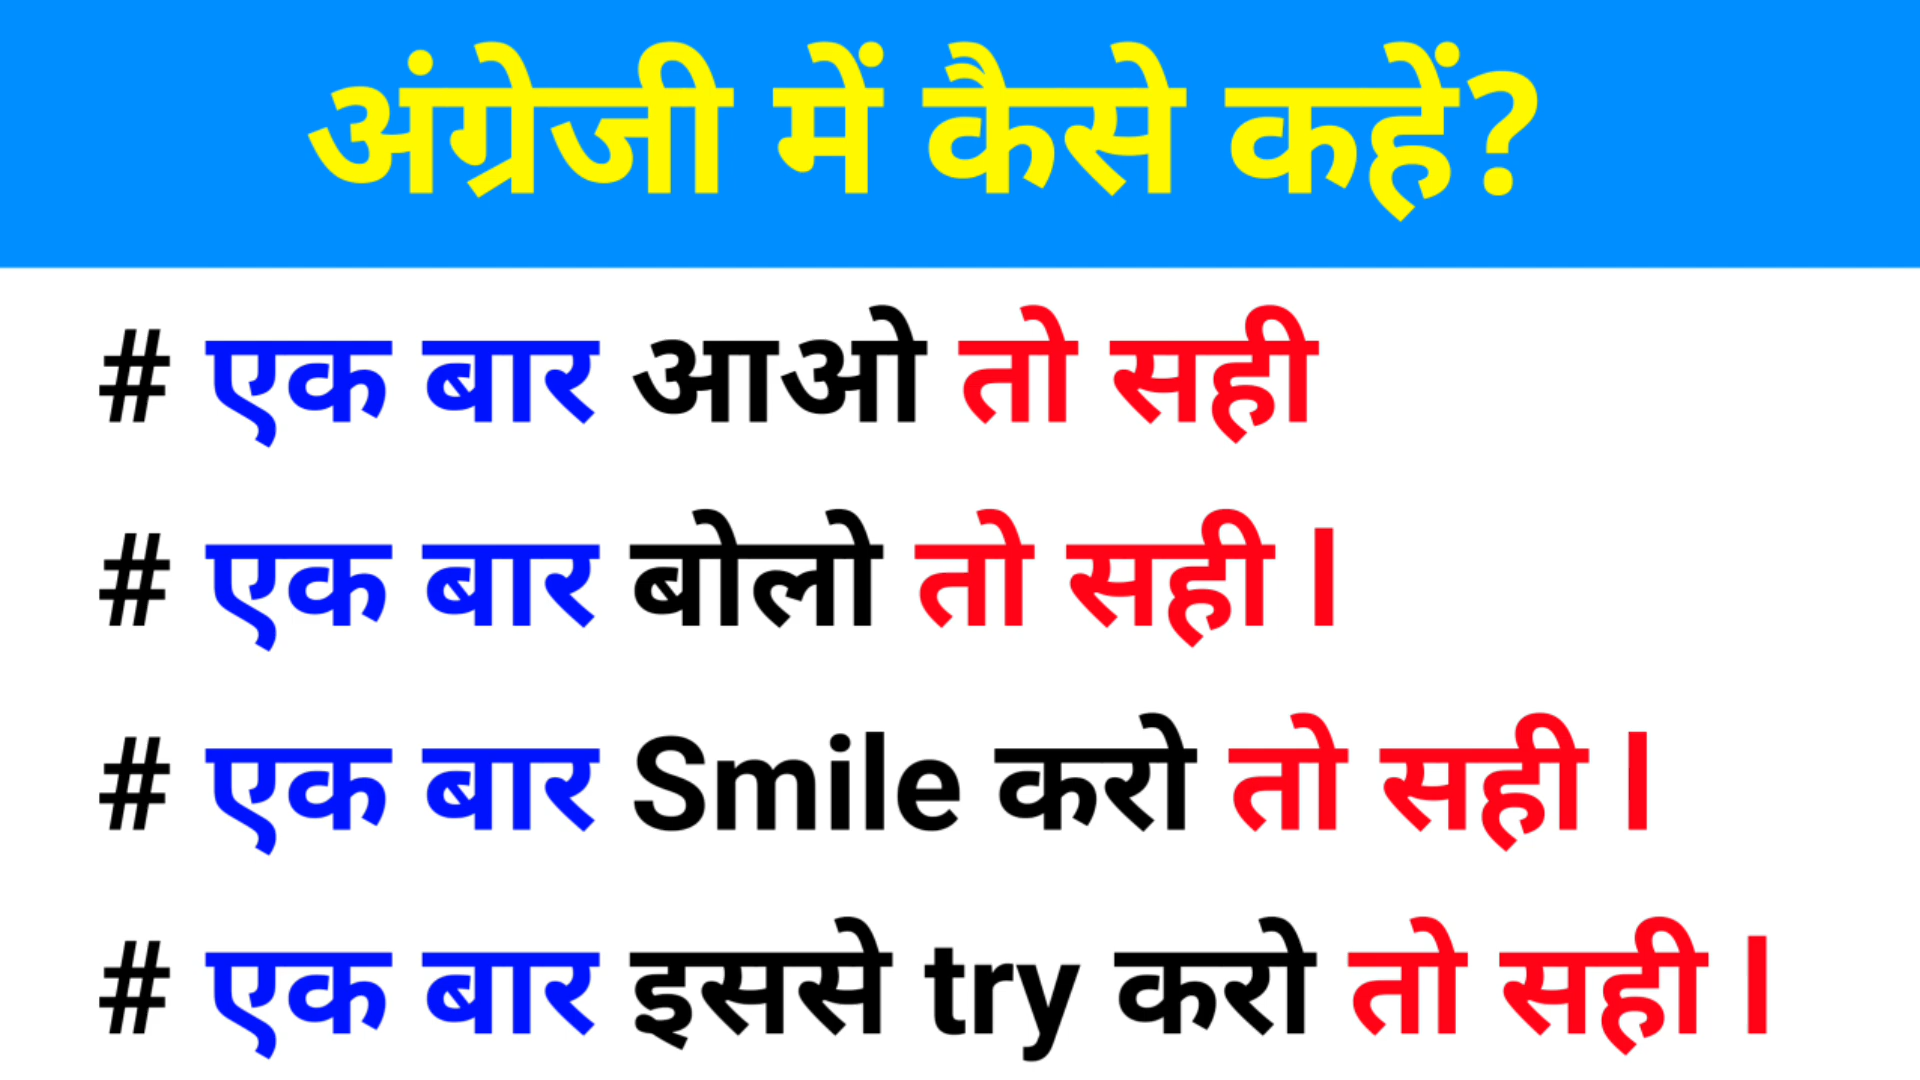 अंग्रेजी में कैसे कहें?
# एक बार आओ तो सही
# एक बार बोलो तो सही l
# एक बार Smile करो तो सही l
# एक बार इससे try करो तो सही l